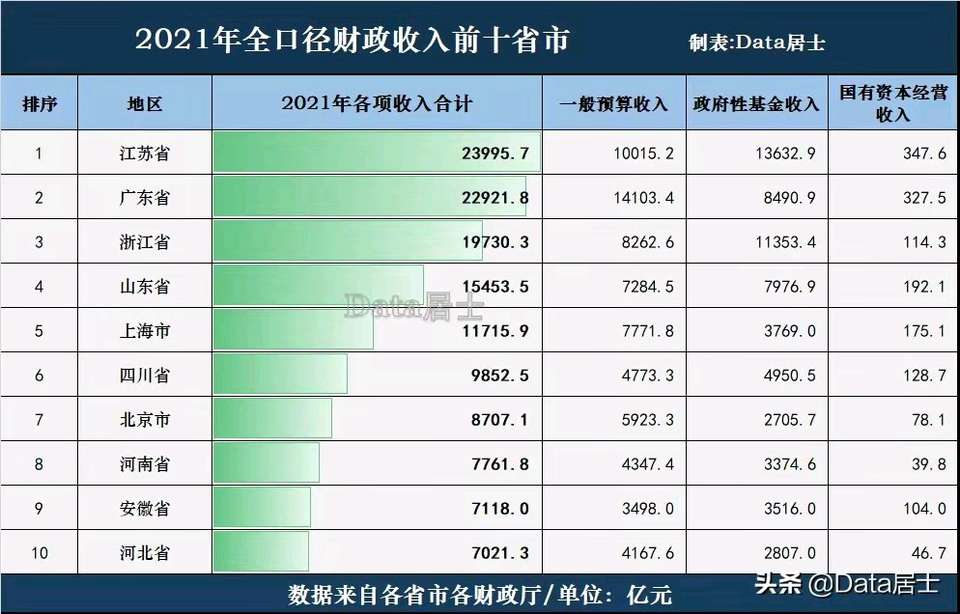 2021年全口径财政收入前十省市 制表:Data居士
排序 地区 2021年各项收入合计 一般预算收入 政府性基金收入 国有资本经营
收入
1 江苏省 23995.7 10015.2 13632.9 347.6
2 广东省 22921.8 14103.4 8490.9 327.5
3 浙江省 19730.3 8262.6 11353.4 114.3
4 山东省 15453.5 7284.5 7976.9 192.1
Data居士
5 上海市 11715.9 7771.8 3769.0 175.1
6 四川省 9852.5 4773.3 4950.5 128.7
7 北京市 8707.1 5923.3 2705.7 78.1
8 河南省 7761.8 4347.4 3374.6 39.8
9 安徽省 7118.0 3498.0 3516.0 104.0
10 河北省 7021.3 4167.6 2807.0 46.7
数据来自各省市各财政厅/单位：亿元
头条 @Data居士